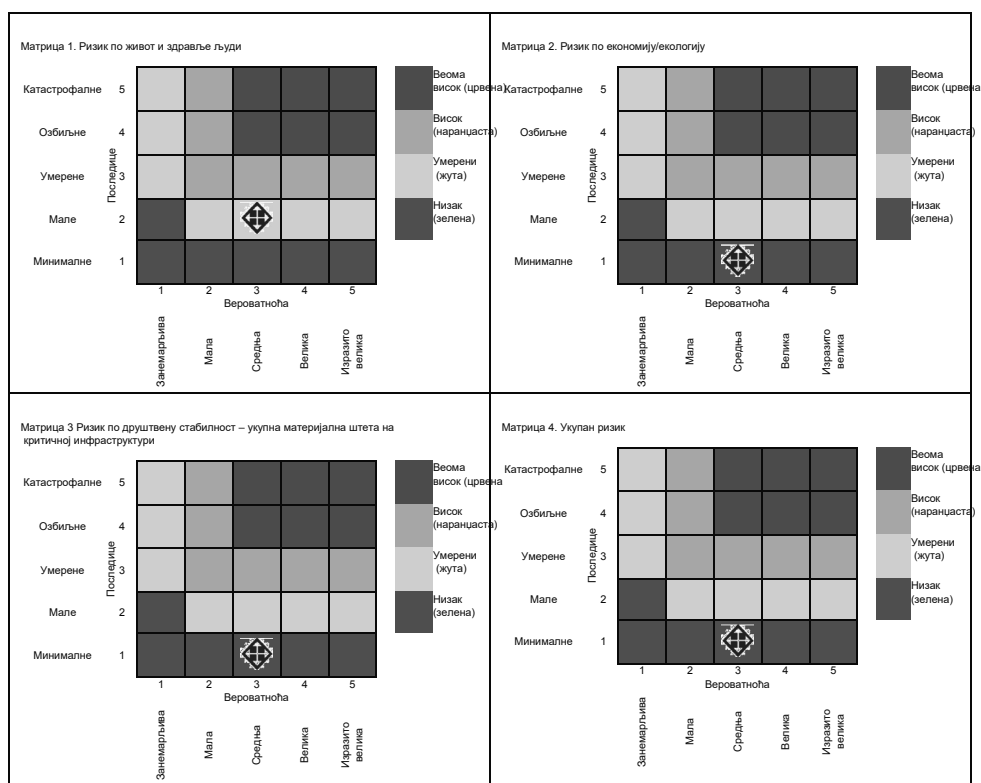 Матрица 1. Ризик по живот и здравље људи
Катастрофалне 5
Озбиљне 4
Умерене 3
Мале 2
Минималне 1
Последице
1 2 3 4 5
Вероватноћа
Занемарљива
Мала
Средња
Велика
Изразито
велика
Веома
висок (црвена)
Висок
(наранџаста)
Умерени
(жута)
Низак
(зелена)
Матрица 2. Ризик по економију/екологију
Катастрофалне 5
Озбиљне 4
Умерене 3
Мале 2
Минималне 1
Последице
1 2 3 4 5
Вероватноћа
Занемарљива
Мала
Средња
Велика
Изразито
велика
Веома
висок (црвена
Висок
(наранџаста)
Умерени
(жута)
Низак
(зелена)
Матрица 3 Ризик по друштвену стабилност – укупна материјална штета на
критичној инфраструктури
Катастрофалне 5
Озбиљне 4
Умерене 3
Мале 2
Минималне 1
Последице
1 2 3 4 5
Вероватноћа
Занемарљива
Мала
Средња
Велика
Изразито
велика
Веома
висок (црвена
Висок
(наранџаста)
Умерени
(жута)
Низак
(зелена)
Матрица 4. Укупан ризик
Катастрофалне 5
Озбиљне 4
Умерене 3
Мале 2
Минималне 1
Последице
1 2 3 4 5
Вероватноћа
Занемарљива
Мала
Средња
Велика
Изразито
велика
Веома
висок (црвена
Висок
(наранџаста)
Умерени
(жута)
Низак
(зелена)